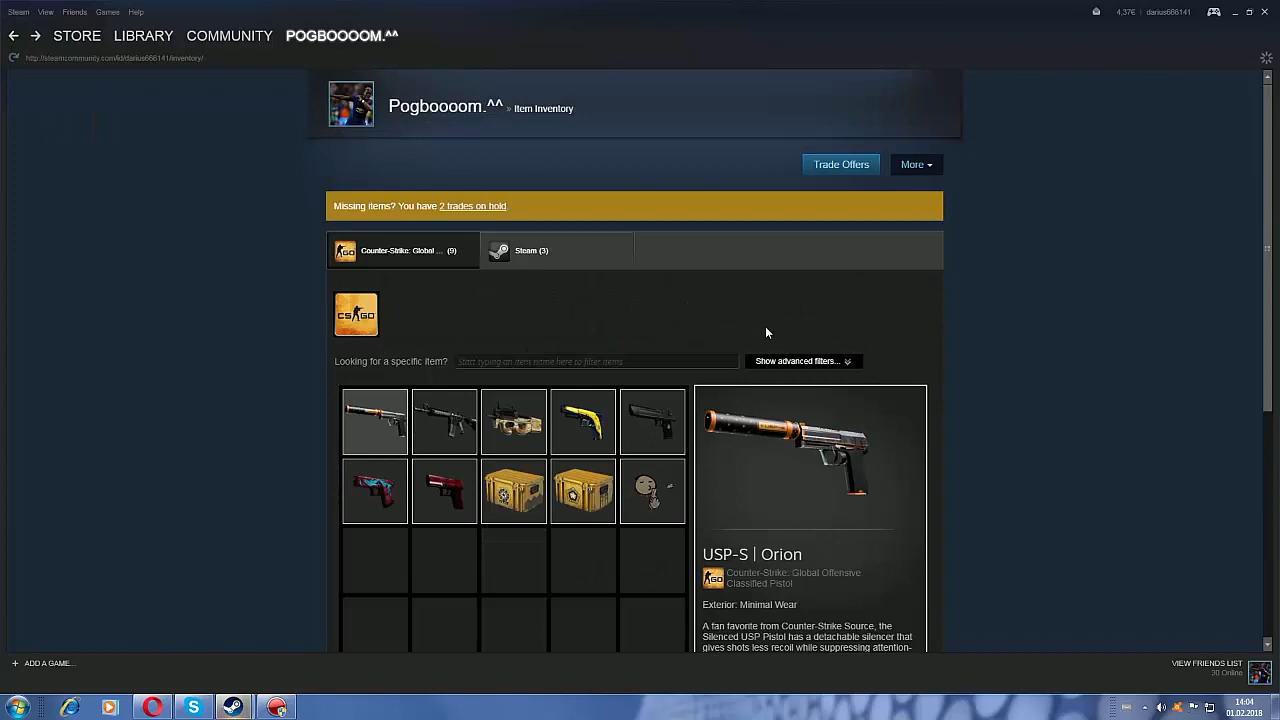 Steam View Friends Games Help
4,37€ darius666141
STORE LIBRARY COMMUNITY POGBOOOOM.^^
http://steamcommunity.com/id/darius666141/inventory/
Pogboooom.^^ » Item Inventory
Trade Offers More
Missing items? You have 2 trades on hold.
Counter-Strike: Global ... (9) Steam (3)
CS GO
Looking for a specific item? Start typing an item name here to filter items Show advanced filters...
USP-S | Orion
Counter-Strike: Global Offensive
Classified Pistol
Exterior: Minimal Wear
A fan favorite from Counter-Strike Source, the
Silenced USP Pistol has a detachable silencer that
gives shots less recoil while suppressing attention-
+ ADD A GAME...
VIEW FRIENDS LIST
30 Online
14:04
01.02.2018